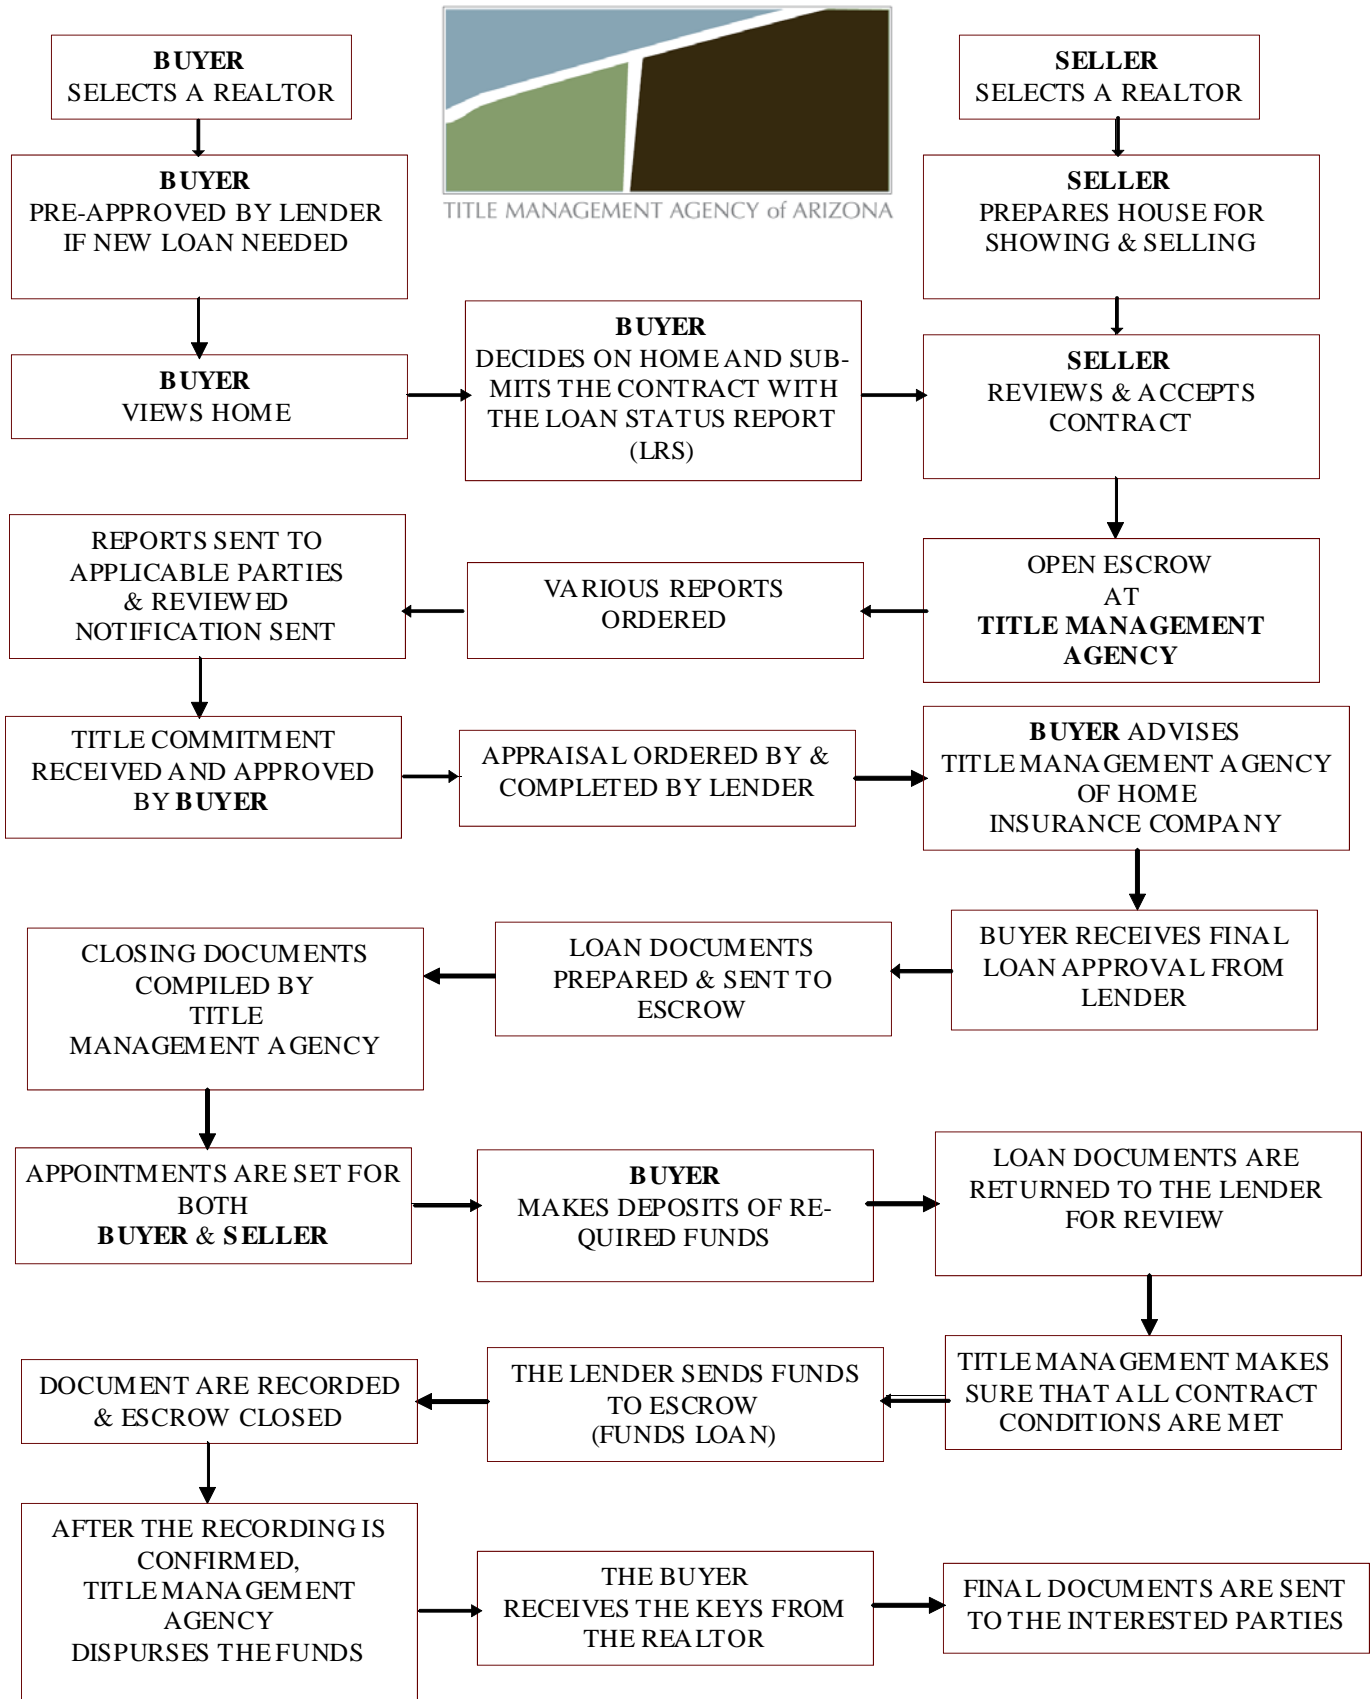 BUYER
SELECTS A REALTOR
TITLE MANAGEMENT AGENCY of ARIZONA
SELLER
SELECTS A REALTOR
BUYER
PRE-APPROVED BY LENDER
IF NEW LOAN NEEDED
SELLER
PREPARES HOUSE FOR
SHOWING & SELLING
BUYER
VIEWS HOME
BUYER
DECIDES ON HOME AND SUB-
MITS THE CONTRACT WITH
THE LOAN STATUS REPORT
(LRS)
SELLER
REVIEWS & ACCEPTS
CONTRACT
OPEN ESCROW
AT
TITLE MANAGEMENT
AGENCY
VARIOUS REPORTS
ORDERED
REPORTS SENT TO
APPLICABLE PARTIES
& REVIEWED
NOTIFICATION SENT
TITLE COMMITMENT
RECEIVED AND APPROVED
BY BUYER
APPRAISAL ORDERED BY &
COMPLETED BY LENDER
BUYER ADVISES
TITLE MANAGEMENT AGENCY
OF HOME
INSURANCE COMPANY
BUYER RECEIVES FINAL
LOAN APPROVAL FROM
LENDER
LOAN DOCUMENTS
PREPARED & SENT TO
ESCROW
CLOSING DOCUMENTS
COMPILED BY
TITLE
MANAGEMENT AGENCY
APPOINTMENTS ARE SET FOR
BOTH
BUYER & SELLER
BUYER
MAKES DEPOSITS OF RE-
QUIRED FUNDS
LOAN DOCUMENTS ARE
RETURNED TO THE LENDER
FOR REVIEW
TITLE MANAGEMENT MAKES
SURE THAT ALL CONTRACT
CONDITIONS ARE MET
THE LENDER SENDS FUNDS
TO ESCROW
(FUNDS LOAN)
DOCUMENT ARE RECORDED
& ESCROW CLOSED
AFTER THE RECORDING IS
CONFIRMED,
TITLE MANAGEMENT
AGENCY
DISPURSES THE FUNDS
THE BUYER
RECEIVES THE KEYS FROM
THE REALTOR
FINAL DOCUMENTS ARE SENT
TO THE INTERESTED PARTIES